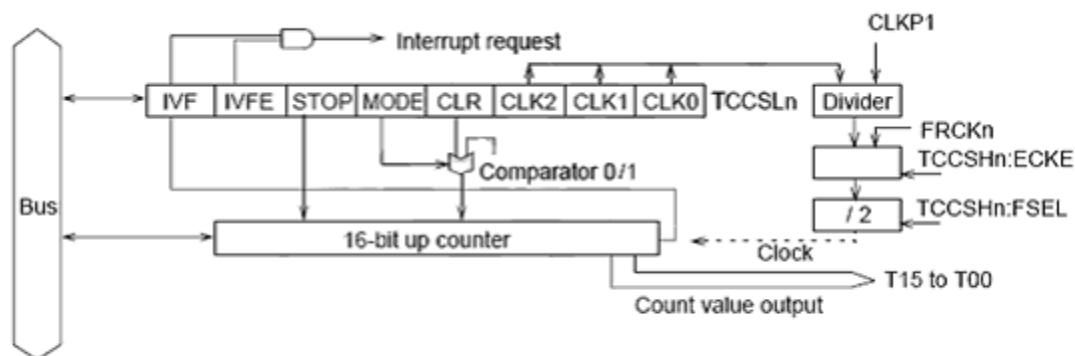 CLKP1
Interrupt request
IVF IVFE STOP MODE CLR CLK2 CLK1 CLK0 TCCSLn Divider
FRCKn
Comparator 0/1
TCCSHn:ECKE
Bus
/ 2
TCCSHn:FSEL
16-bit up counter
Clock
T15 to T00
Count value output